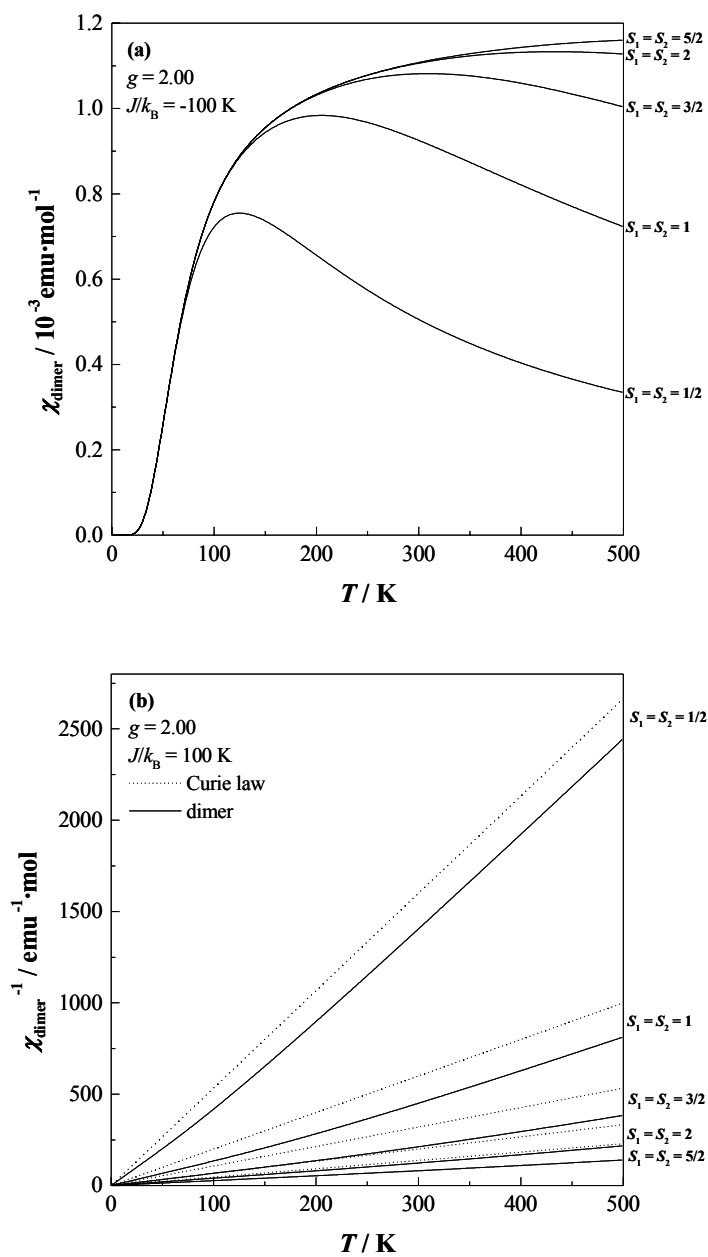 (a)
g = 2.00
J/kB = -100 K
χdimer / 10⁻³ emu·mol⁻¹
1.2
1.0
0.8
0.6
0.4
0.2
0.0
S₁ = S₂ = 5/2
S₁ = S₂ = 2
S₁ = S₂ = 3/2
S₁ = S₂ = 1
S₁ = S₂ = 1/2
0 100 200 300 400 500
T / K
(b)
g = 2.00
J/kB = 100 K
Curie law
dimer
χdimer⁻¹ / emu⁻¹·mol
2500
2000
1500
1000
500
0
S₁ = S₂ = 1/2
S₁ = S₂ = 1
S₁ = S₂ = 3/2
S₁ = S₂ = 2
S₁ = S₂ = 5/2
0 100 200 300 400 500
T / K